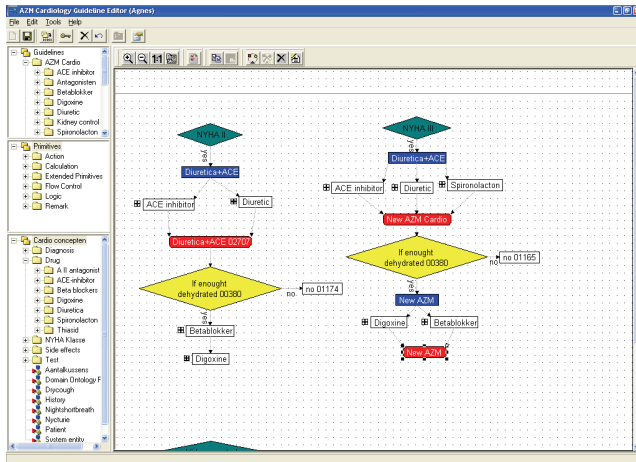 AZM Cardiology Guideline Editor (Agnes)
File Edit Tools Help
Guidelines
AZM Cardio
ACE inhibitor
Antagonisten
Betablokker
Digoxine
Diuretic
Kidney control
Spironolacton
Primitives
Action
Calculation
Extended Primitives
Flow Control
Logic
Remark
Cardio concepten
Diagnosis
Drug
A II antagonist
ACE-inhibitor
Beta blockers
Digoxine
Diuretica
Spironolacton
Thiasid
NYHA Klasse
Side effects
Test
Aantalkussens
Domain Ontology F
Drycough
History
Nightshortbreath
Nycturie
Patient
System entity
1:1
NYHA II
yes
Diuretica+ACE
ACE inhibitor
Diuretic
Diuretica+ACE 02707
If enought
dehydrated 00380
no
no 01174
yes
Betablokker
Digoxine
NYHA III
yes
Diuretica+ACE
ACE inhibitor
Diuretic
Spironolacton
New AZM Cardio
If enought
dehydrated 00380
no
no 01165
yes
New AZM
Digoxine
Betablokker
New AZM